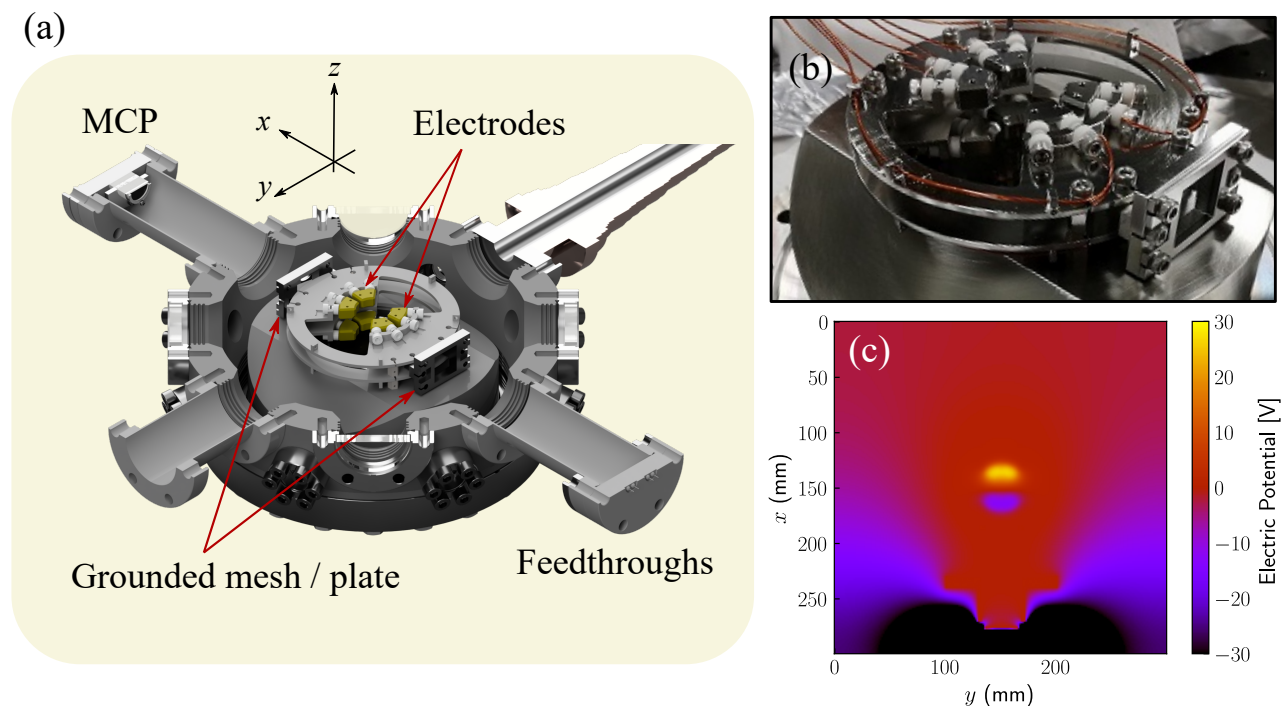 (a)
z
x
y
MCP
Electrodes
Grounded mesh / plate
Feedthroughs
(b)
(c)
0
50
100
150
200
250
x (mm)
0
100
200
y (mm)
30
20
10
0
−10
−20
−30
Electric Potential [V]